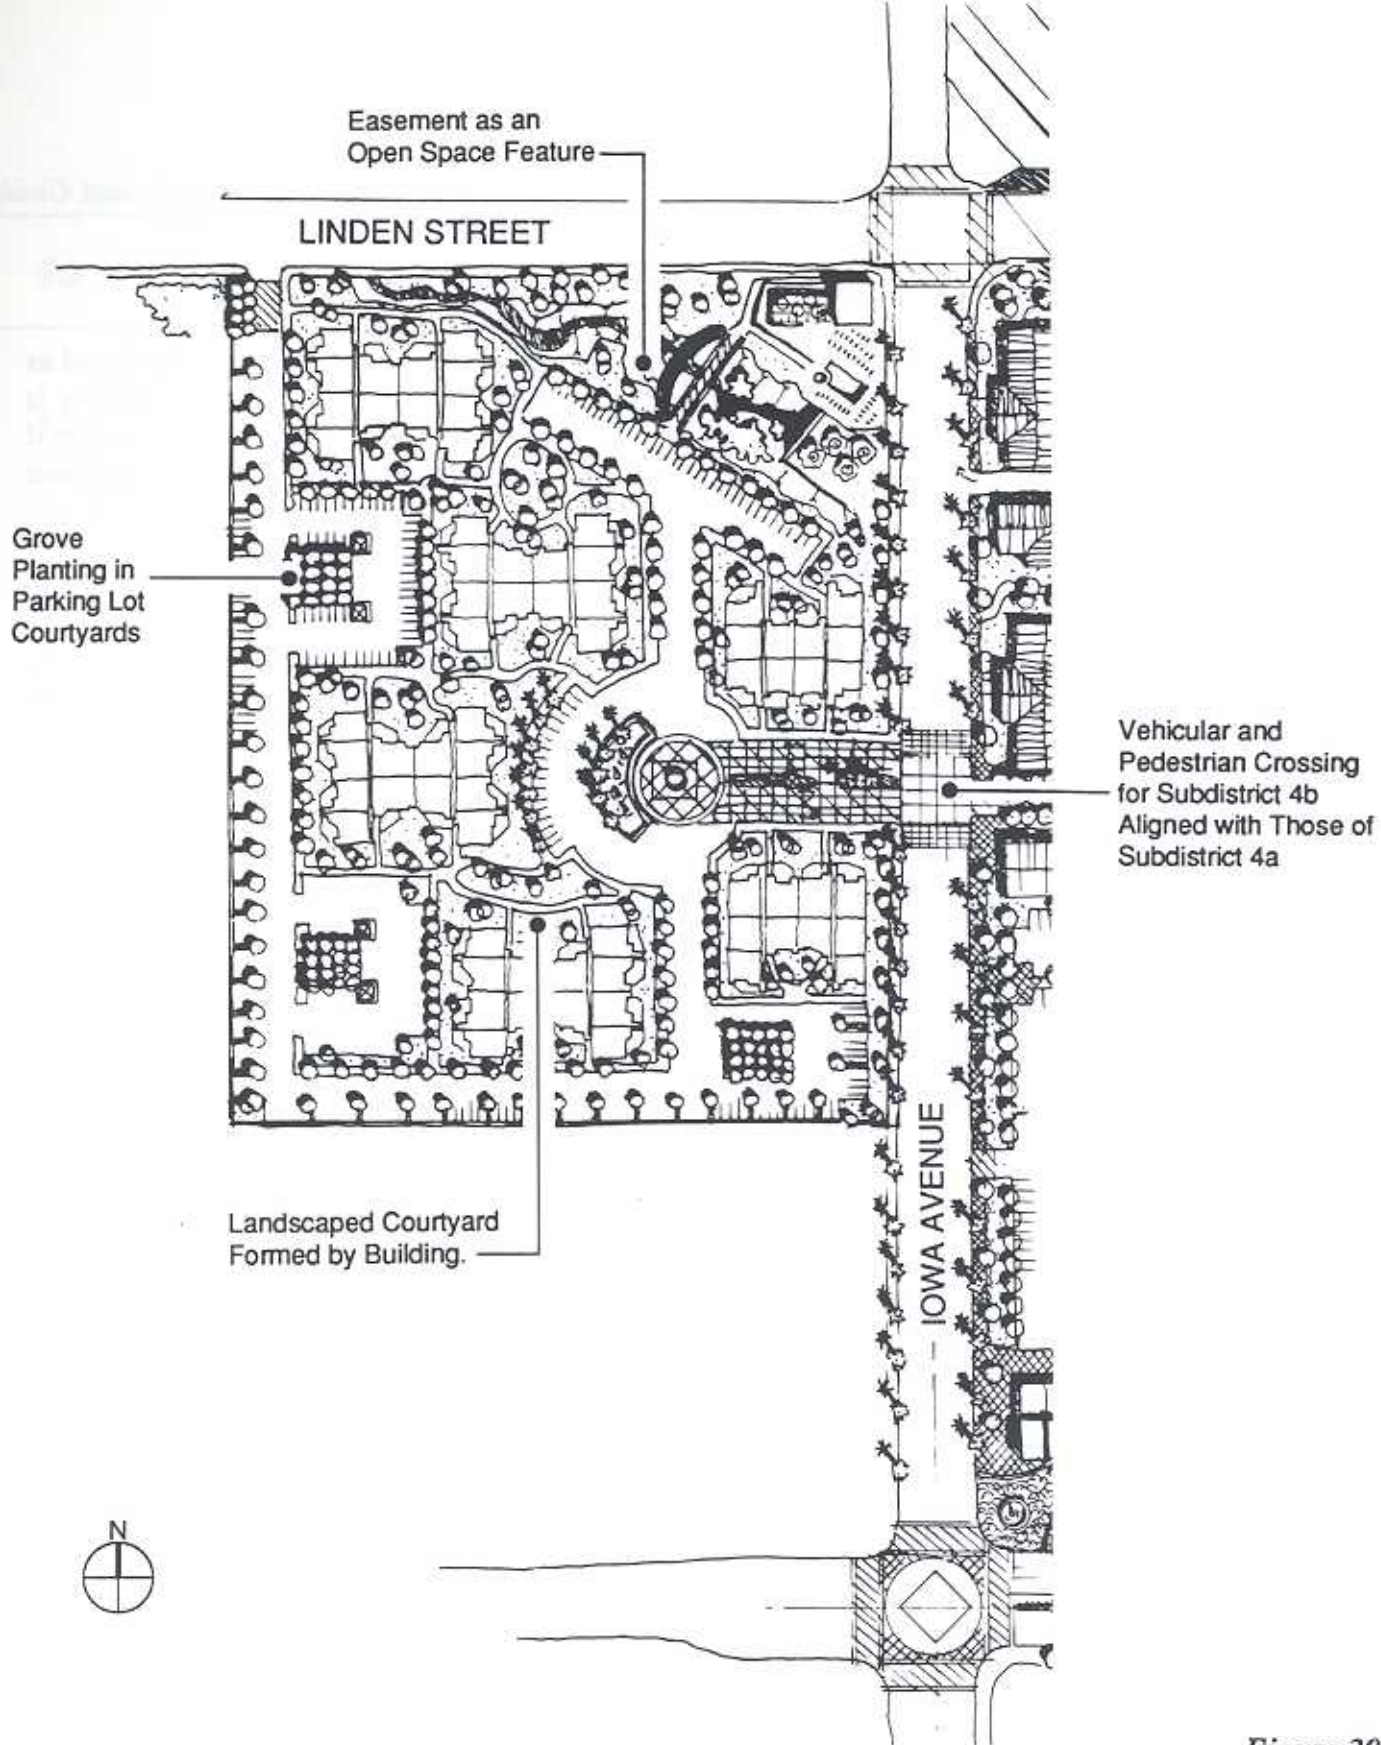 Easement as an
Open Space Feature
LINDEN STREET
Grove
Planting in
Parking Lot
Courtyards
Vehicular and
Pedestrian Crossing
for Subdistrict 4b
Aligned with Those of
Subdistrict 4a
Landscaped Courtyard
Formed by Building.
IOWA AVENUE
N